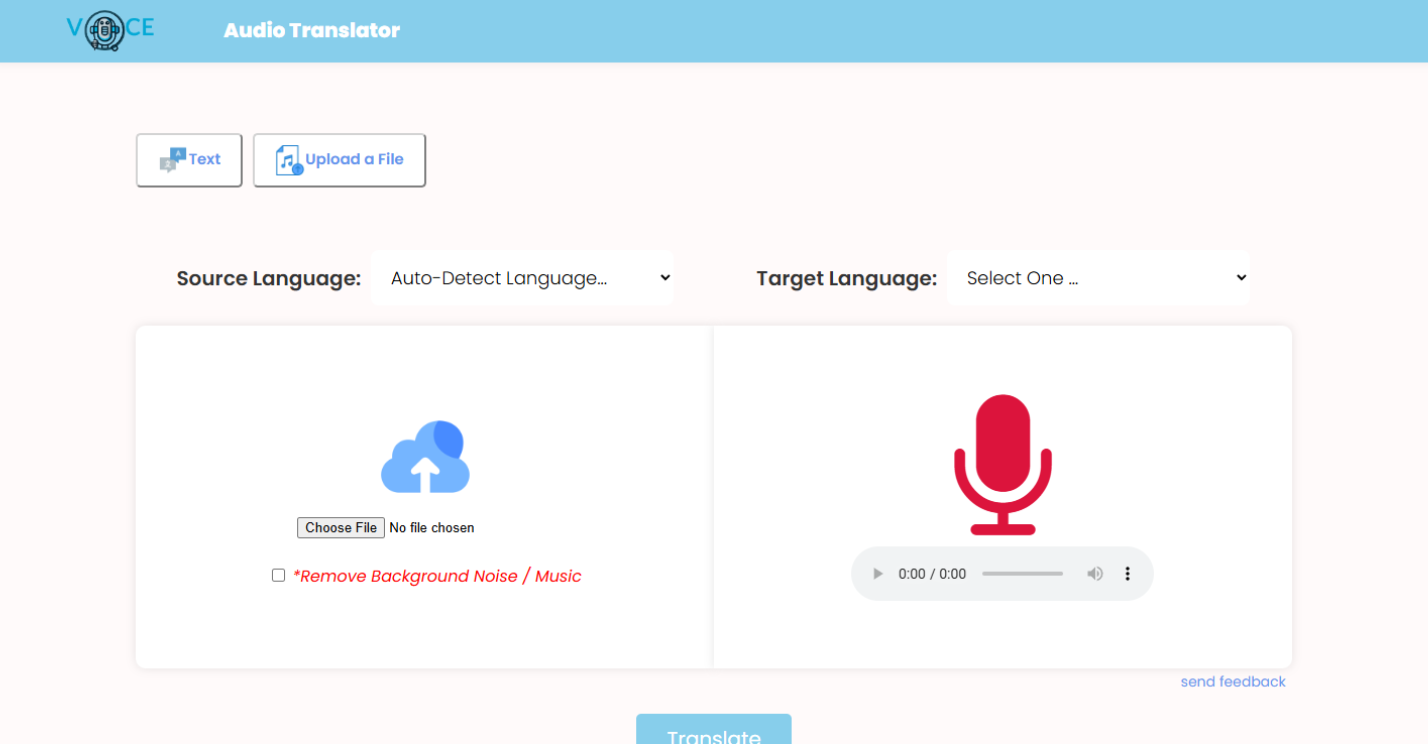 VOICE
Audio Translator
Text
Upload a File
Source Language: Auto-Detect Language...
Target Language: Select One ...
Choose File No file chosen
*Remove Background Noise / Music
0:00 / 0:00
send feedback
Translate